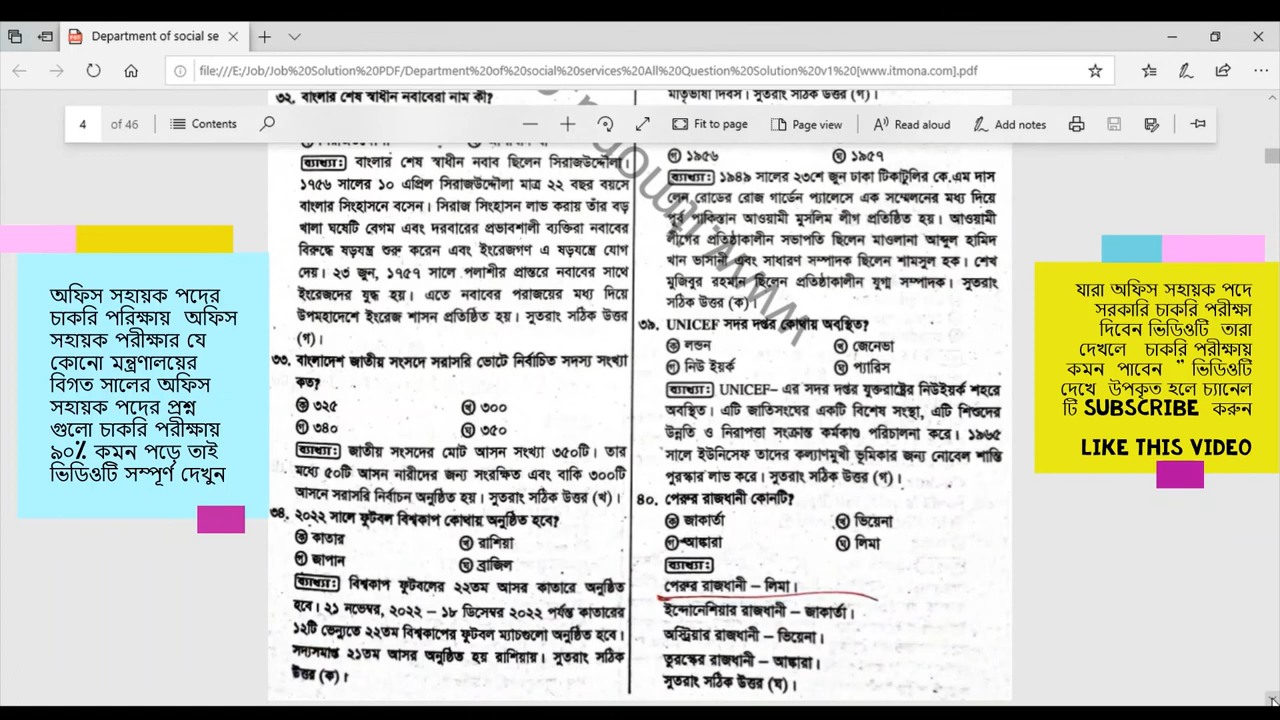 Department of social se
file:///E:/Job/Job%20Solution%20PDF/Department%20of%20social%20services%20All%20Question%20Solution%20v1%20[www.itmona.com].pdf
4 of 46 Contents Fit to page Page view Read aloud Add notes
৩২. বাংলার শেষ স্বাধীন নবাবেরা নাম কী?
ব্যাখ্যা: বাংলার শেষ স্বাধীন নবাব ছিলেন সিরাজউদ্দৌলা।
১৭৫৬ সালের ১০ এপ্রিল সিরাজউদ্দৌলা মাত্র ২২ বছর বয়সে
বাংলার সিংহাসনে বসেন। সিরাজ সিংহাসন লাভ করায় তাঁর বড়
খালা ঘষেটি বেগম এবং দরবারের প্রভাবশালী ব্যক্তিরা নবাবের
বিরুদ্ধে ষড়যন্ত্র শুরু করেন এবং ইংরেজগণ এ ষড়যন্ত্রে যোগ
দেয়। ২৩ জুন, ১৭৫৭ সালে পলাশীর প্রান্তরে নবাবের সাথে
ইংরেজদের যুদ্ধ হয়। এতে নবাবের পরাজয়ের মধ্য দিয়ে
উপমহাদেশে ইংরেজ শাসন প্রতিষ্ঠিত হয়। সুতরাং সঠিক উত্তর
(গ)।
৩৩. বাংলাদেশ জাতীয় সংসদে সরাসরি ভোটে নির্বাচিত সদস্য সংখ্যা
কত?
ক ৩২৫ খ ৩০০
গ ৩৪০ ঘ ৩৫০
ব্যাখ্যা: জাতীয় সংসদের মোট আসন সংখ্যা ৩৫০টি। তার
মধ্যে ৫০টি আসন নারীদের জন্য সংরক্ষিত এবং বাকি ৩০০টি
আসনে সরাসরি নির্বাচন অনুষ্ঠিত হয়। সুতরাং সঠিক উত্তর (খ)।
৩৪. ২০২২ সালে ফুটবল বিশ্বকাপ কোথায় অনুষ্ঠিত হবে?
ক কাতার খ রাশিয়া
গ জাপান ঘ ব্রাজিল
ব্যাখ্যা: বিশ্বকাপ ফুটবলের ২২তম আসর কাতারে অনুষ্ঠিত
হবে। ২১ নভেম্বর, ২০২২ – ১৮ ডিসেম্বর ২০২২ পর্যন্ত কাতারের
১২টি ভেন্যুতে ২২তম বিশ্বকাপের ফুটবল ম্যাচগুলো অনুষ্ঠিত হবে।
সদ্যসমাপ্ত ২১তম আসর অনুষ্ঠিত হয় রাশিয়ায়। সুতরাং সঠিক
উত্তর (ক)।
মাতৃভাষা দিবস। সুতরাং সঠিক উত্তর (গ)।
গ ১৯৫৬ ঘ ১৯৫৭
ব্যাখ্যা: ১৯৪৯ সালের ২৩শে জুন ঢাকা টিকাটুলির কে.এম দাস
লেন রোডের রোজ গার্ডেন প্যালেসে এক সম্মেলনের মধ্য দিয়ে
পূর্ব পাকিস্তান আওয়ামী মুসলিম লীগ প্রতিষ্ঠিত হয়। আওয়ামী
লীগের প্রতিষ্ঠাকালীন সভাপতি ছিলেন মাওলানা আব্দুল হামিদ
খান ভাসানী এবং সাধারণ সম্পাদক ছিলেন শামসুল হক। শেখ
মুজিবুর রহমান ছিলেন প্রতিষ্ঠাকালীন যুগ্ম সম্পাদক। সুতরাং
সঠিক উত্তর (ক)।
৩৯. UNICEF সদর দপ্তর কোথায় অবস্থিত?
ক লন্ডন খ জেনেভা
গ নিউ ইয়র্ক ঘ প্যারিস
ব্যাখ্যা: UNICEF– এর সদর দপ্তর যুক্তরাষ্ট্রের নিউইয়র্ক শহরে
অবস্থিত। এটি জাতিসংঘের একটি বিশেষ সংস্থা, এটি শিশুদের
উন্নতি ও নিরাপত্তা সংক্রান্ত কর্মকাণ্ড পরিচালনা করে। ১৯৬৫
সালে ইউনিসেফ তাদের কল্যাণমুখী ভূমিকার জন্য নোবেল শান্তি
পুরস্কার লাভ করে। সুতরাং সঠিক উত্তর (গ)।
৪০. পেরুর রাজধানী কোনটি?
ক জাকার্তা খ ভিয়েনা
গ আঙ্কারা ঘ লিমা
ব্যাখ্যা:
পেরুর রাজধানী – লিমা।
ইন্দোনেশিয়ার রাজধানী – জাকার্তা।
অস্ট্রিয়ার রাজধানী – ভিয়েনা।
তুরস্কের রাজধানী – আঙ্কারা।
সুতরাং সঠিক উত্তর (ঘ)।
অফিস সহায়ক পদের
চাকরি পরিক্ষায় অফিস
সহায়ক পরীক্ষার যে
কোনো মন্ত্রণালয়ের
বিগত সালের অফিস
সহায়ক পদের প্রশ্ন
গুলো চাকরি পরীক্ষায়
৯০% কমন পড়ে তাই
ভিডিওটি সম্পূর্ণ দেখুন
যারা অফিস সহায়ক পদে
সরকারি চাকরি পরীক্ষা
দিবেন ভিডিওটি তারা
দেখলে চাকরি পরীক্ষায়
কমন পাবেন " ভিডিওটি
দেখে উপকৃত হলে চ্যানেল
টি SUBSCRIBE করুন
LIKE THIS VIDEO